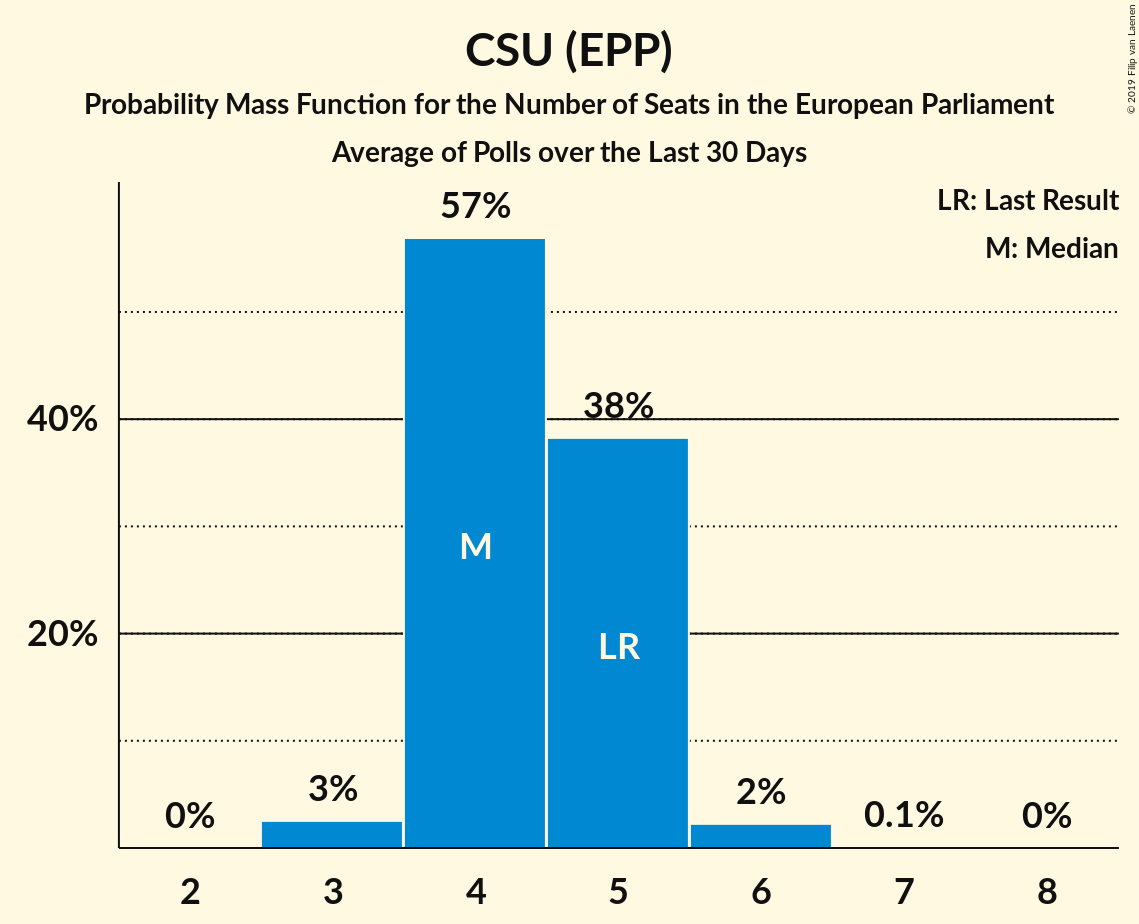 CSU (EPP)
Probability Mass Function for the Number of Seats in the European Parliament
Average of Polls over the Last 30 Days
© 2019 Filip van Laenen
LR: Last Result
M: Median
57%
38%
40%
M
20%
LR
0%
3%
2%
0.1%
0%
2
3
4
5
6
7
8